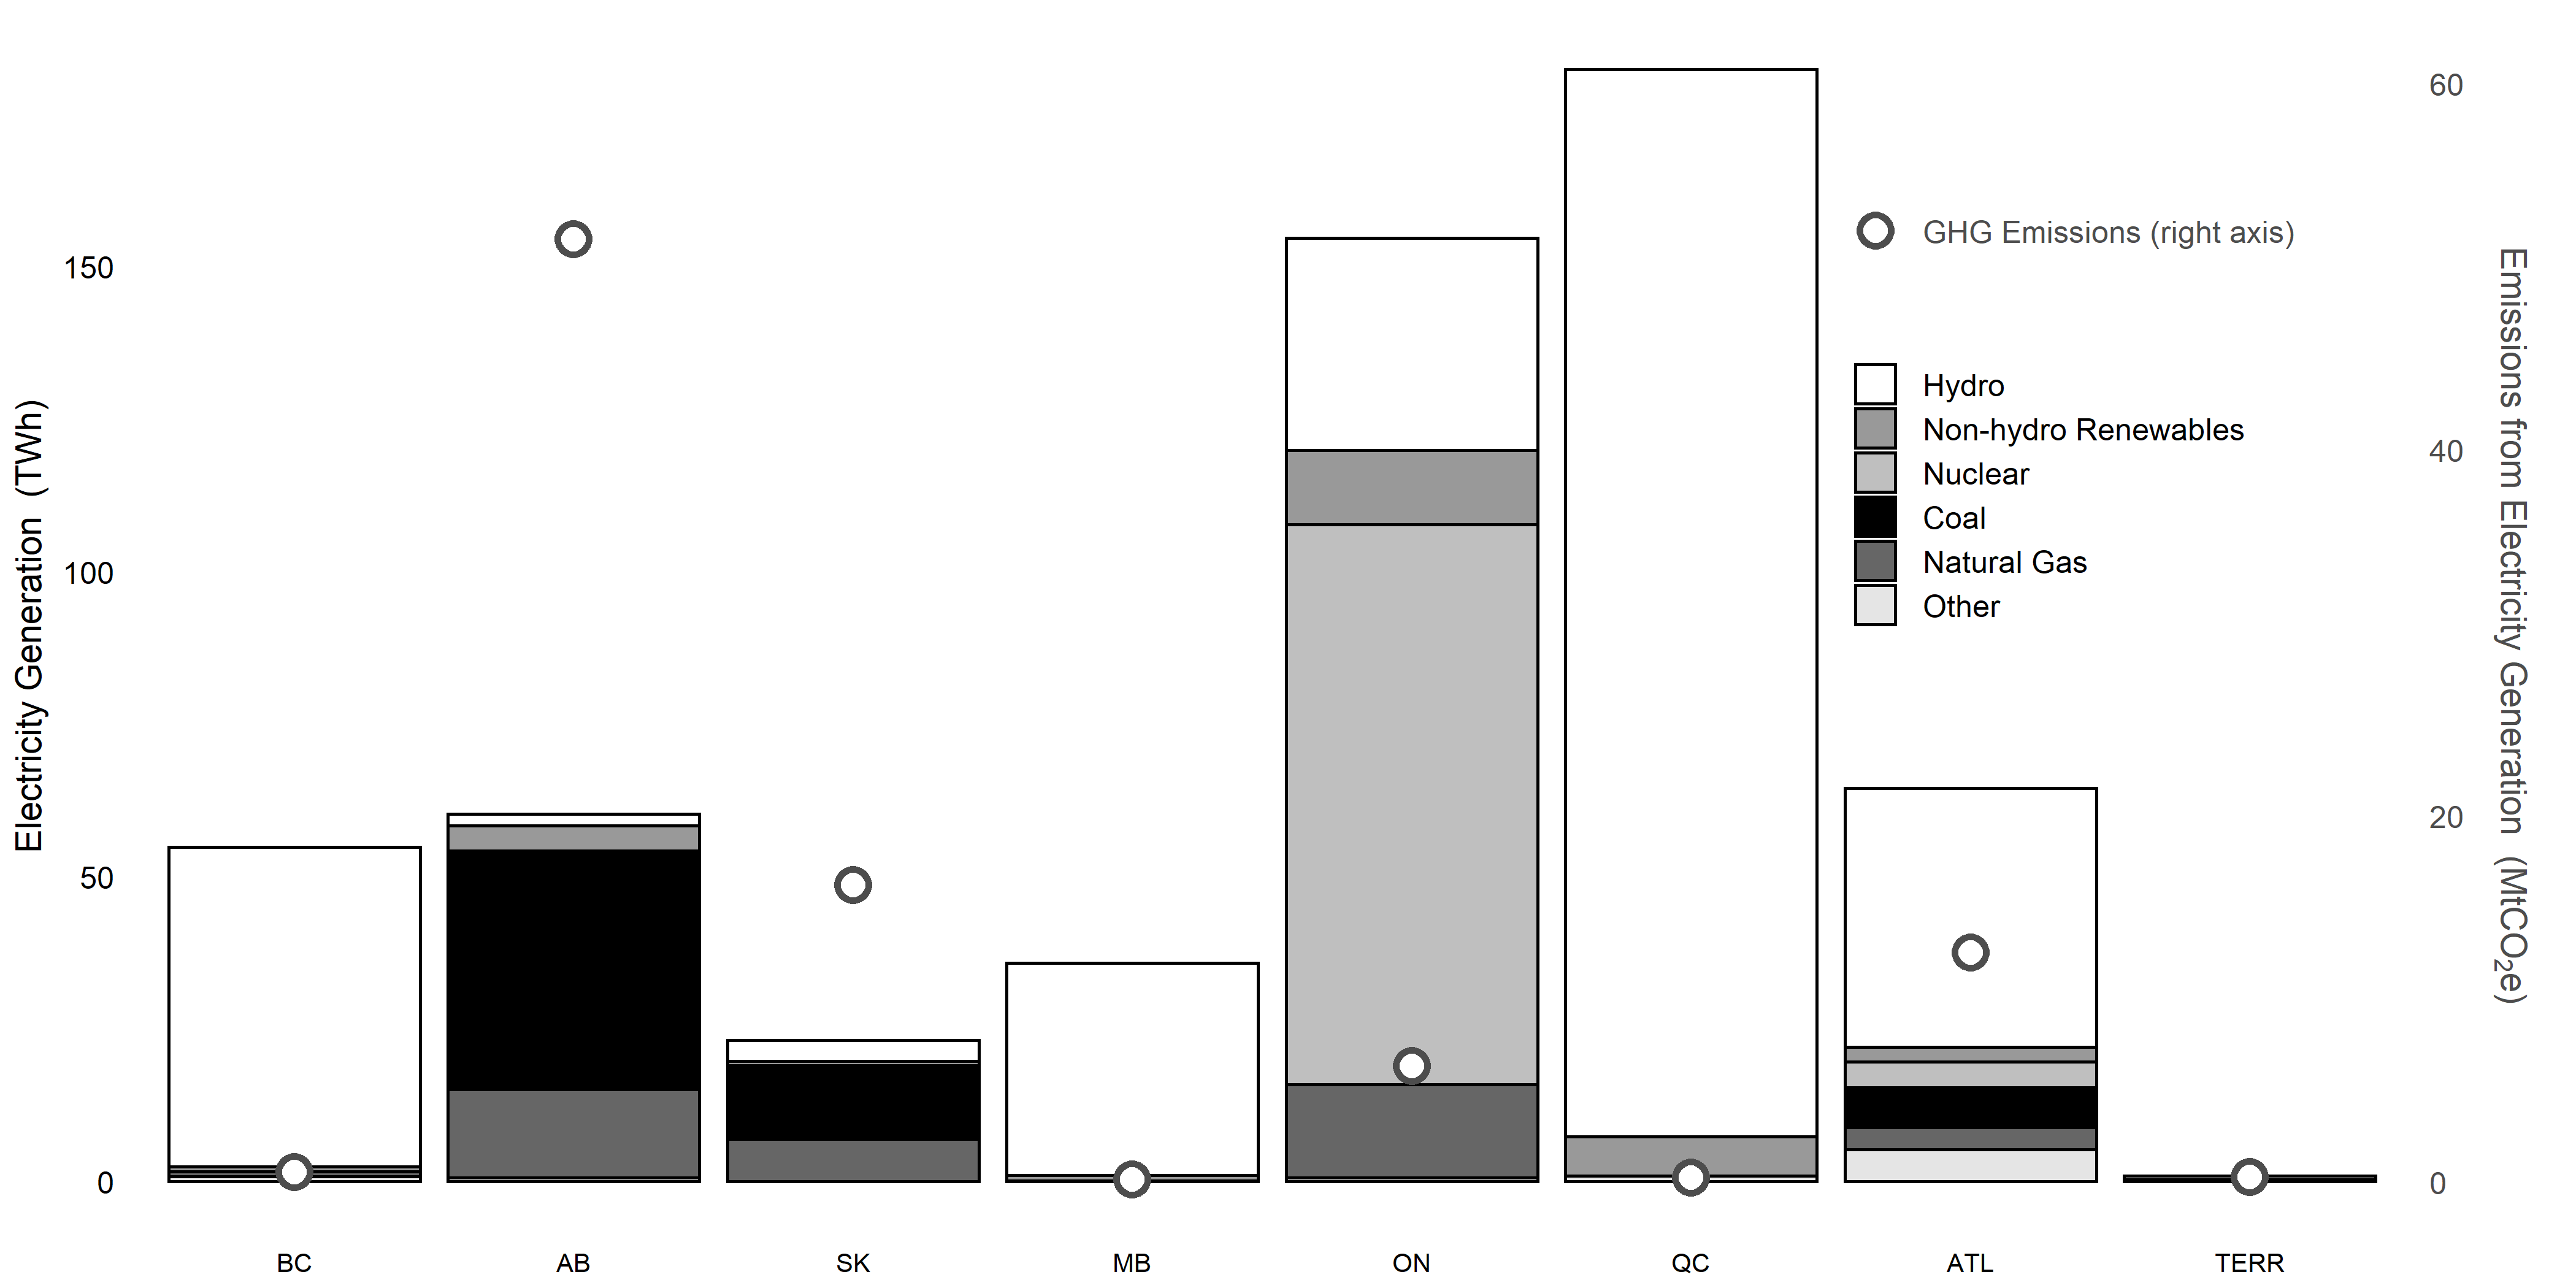 Electricity Generation (TWh)
150
100
50
0
BC
AB
SK
MB
ON
QC
ATL
TERR
GHG Emissions (right axis)
Hydro
Non-hydro Renewables
Nuclear
Coal
Natural Gas
Other
60
40
20
0
Emissions from Electricity Generation (MtCO₂e)